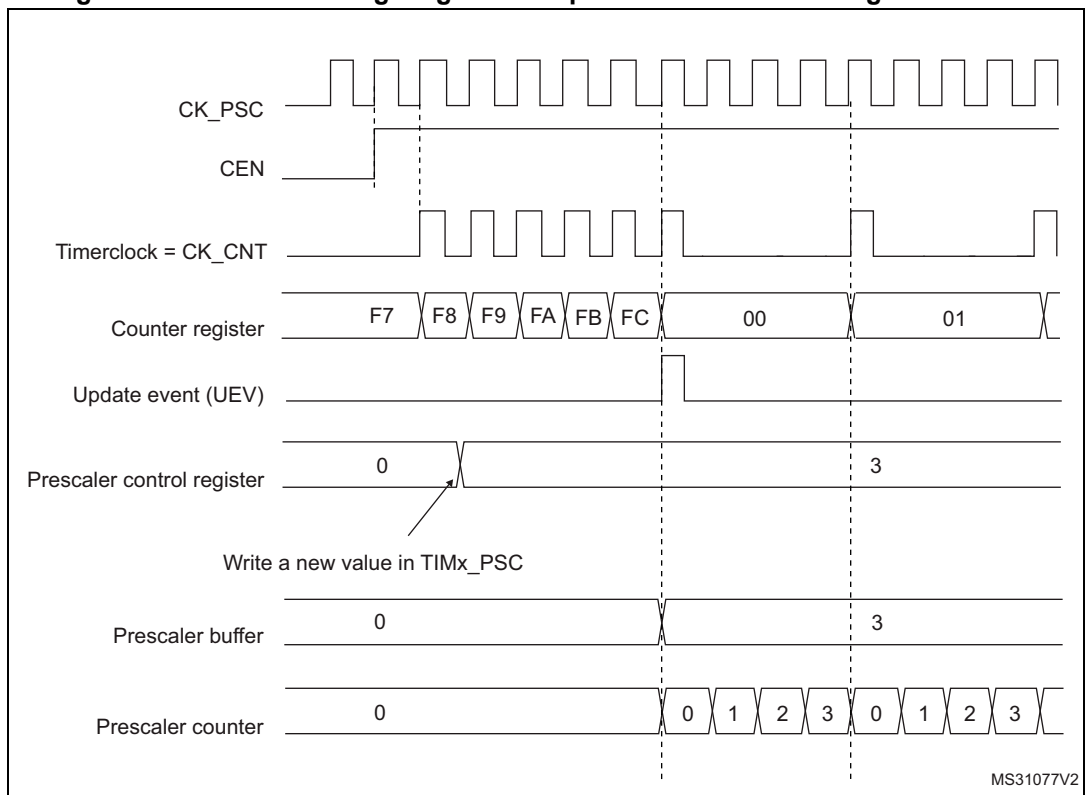 CK_PSC
CEN
Timerclock = CK_CNT
Counter register F7 F8 F9 FA FB FC 00 01
Update event (UEV)
Prescaler control register 0 3
Write a new value in TIMx_PSC
Prescaler buffer 0 3
Prescaler counter 0 0 1 2 3 0 1 2 3
MS31077V2